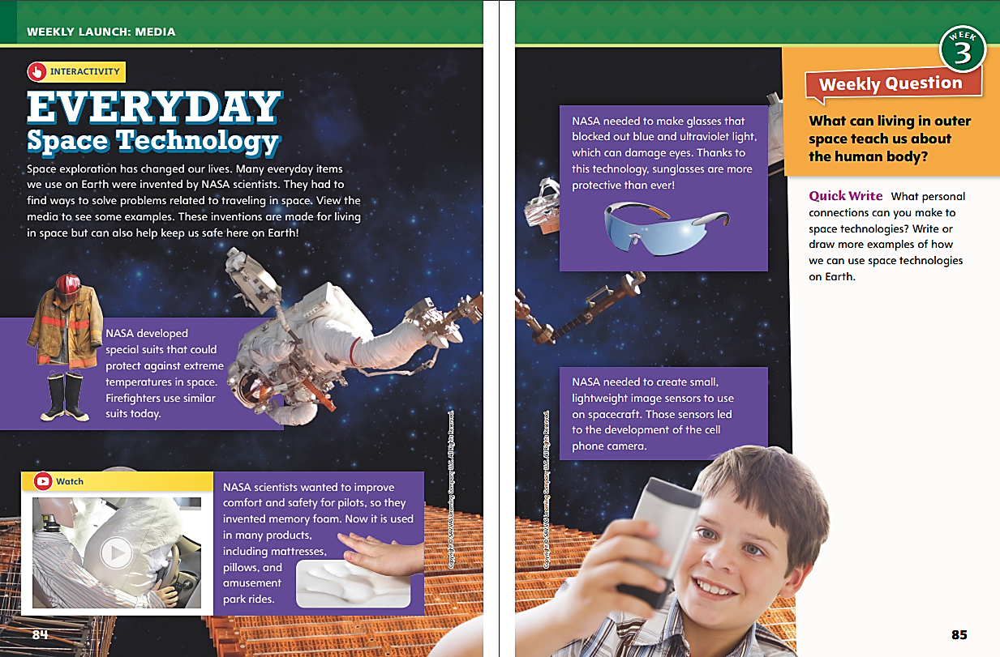 WEEKLY LAUNCH: MEDIA
INTERACTIVITY
EVERYDAY
Space Technology
Space exploration has changed our lives. Many everyday items
we use on Earth were invented by NASA scientists. They had to
find ways to solve problems related to traveling in space. View the
media to see some examples. These inventions are made for living
in space but can also help keep us safe here on Earth!
NASA developed
special suits that could
protect against extreme
temperatures in space.
Firefighters use similar
suits today.
Watch
NASA scientists wanted to improve
comfort and safety for pilots, so they
invented memory foam. Now it is used
in many products,
including mattresses,
pillows, and
amusement
park rides.
Copyright © SAVVAS Learning Company LLC. All Rights Reserved.
84
NASA needed to make glasses that
blocked out blue and ultraviolet light,
which can damage eyes. Thanks to
this technology, sunglasses are more
protective than ever!
NASA needed to create small,
lightweight image sensors to use
on spacecraft. Those sensors led
to the development of the cell
phone camera.
Copyright © SAVVAS Learning Company LLC. All Rights Reserved.
WEEK
3
Weekly Question
What can living in outer
space teach us about
the human body?
Quick Write What personal
connections can you make to
space technologies? Write or
draw more examples of how
we can use space technologies
on Earth.
85